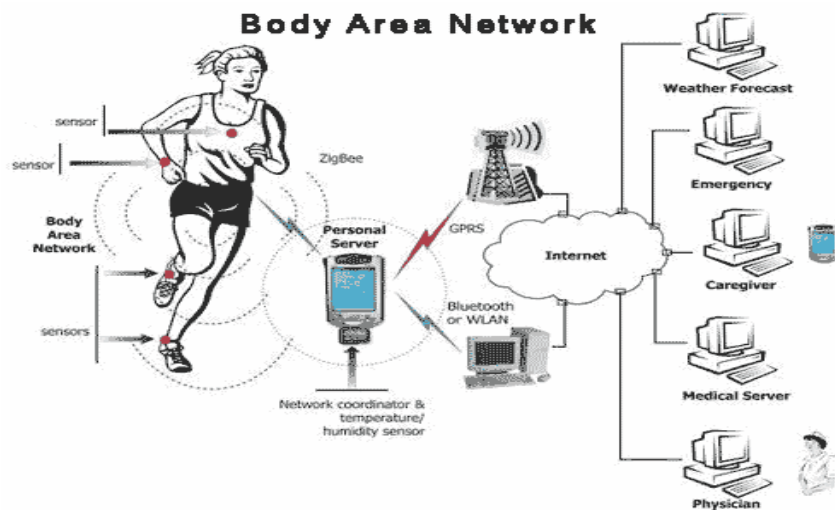 Body Area Network
sensor
sensor
ZigBee
Body
Area
Network
sensors
Personal
Server
Network coordinator &
temperature/
humidity sensor
GPRS
Bluetooth
or WLAN
Internet
Weather Forecast
Emergency
Caregiver
Medical Server
Physician